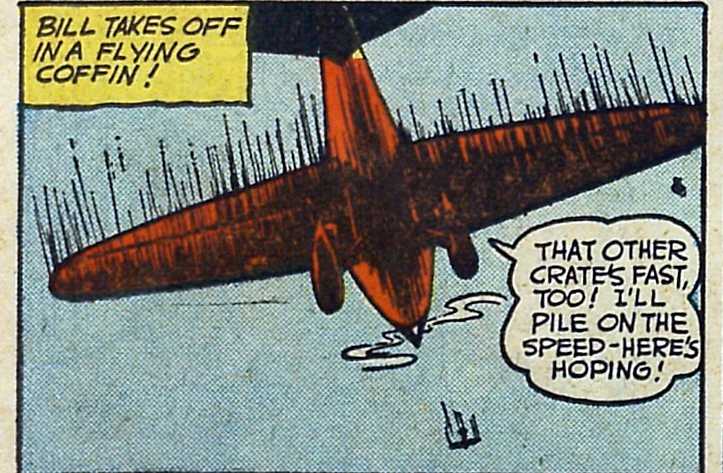 BILL TAKES OFF
IN A FLYING
COFFIN!
THAT OTHER
CRATE'S FAST,
TOO! I'LL
PILE ON THE
SPEED-HERE'S
HOPING!